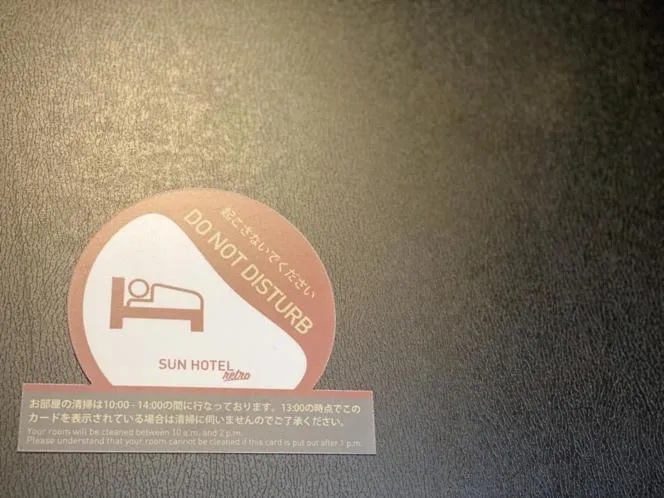 起こさないでください
DO NOT DISTURB
SUN HOTEL
retro
お部屋の清掃は10:00 - 14:00の間に行なっております。13:00の時点でこの
カードを表示されている場合は清掃に伺いませんのでご了承ください。
Your room will be cleaned between 10 a.m. and 2 p.m.
Please understand that your room cannot be cleaned if this card is put out after 1 p.m.